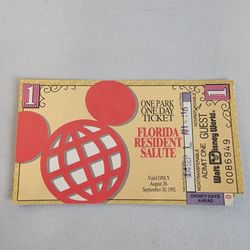 1
ONE PARK
ONE DAY
TICKET
FLORIDA
RESIDENT
SALUTE
Valid ONLY
August 26
September 30, 1992
1
ADMIT ONE GUEST
Walt Disney World
0086949
DISNEY DAYS
AHEAD